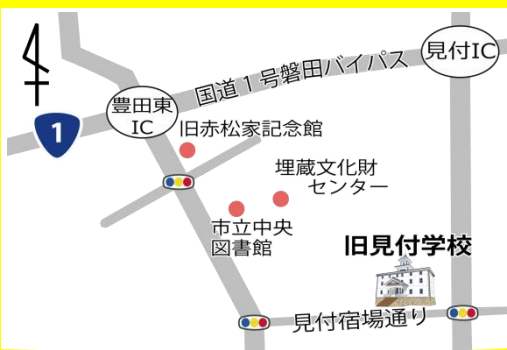 見付IC
国道1号磐田バイパス
豊田東
IC
1
旧赤松家記念館
埋蔵文化財
センター
市立中央
図書館
旧見付学校
見付宿場通り